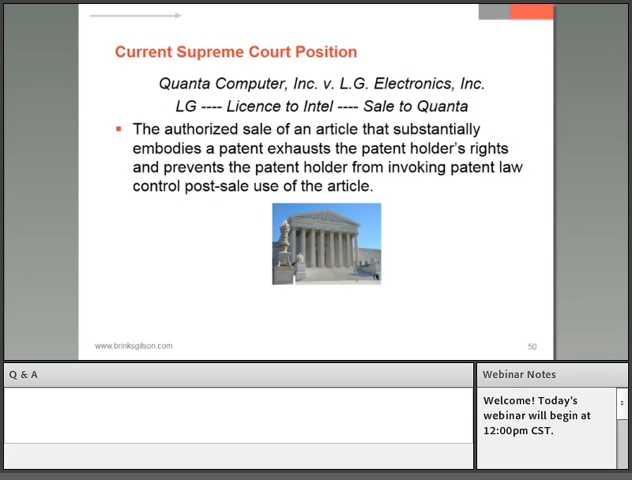 Current Supreme Court Position
Quanta Computer, Inc. v. L.G. Electronics, Inc.
LG ---- Licence to Intel ---- Sale to Quanta
The authorized sale of an article that substantially
embodies a patent exhausts the patent holder's rights
and prevents the patent holder from invoking patent law
control post-sale use of the article.
www.brinksgilson.com
50
Q & A
Webinar Notes
Welcome! Today's
webinar will begin at
12:00pm CST.